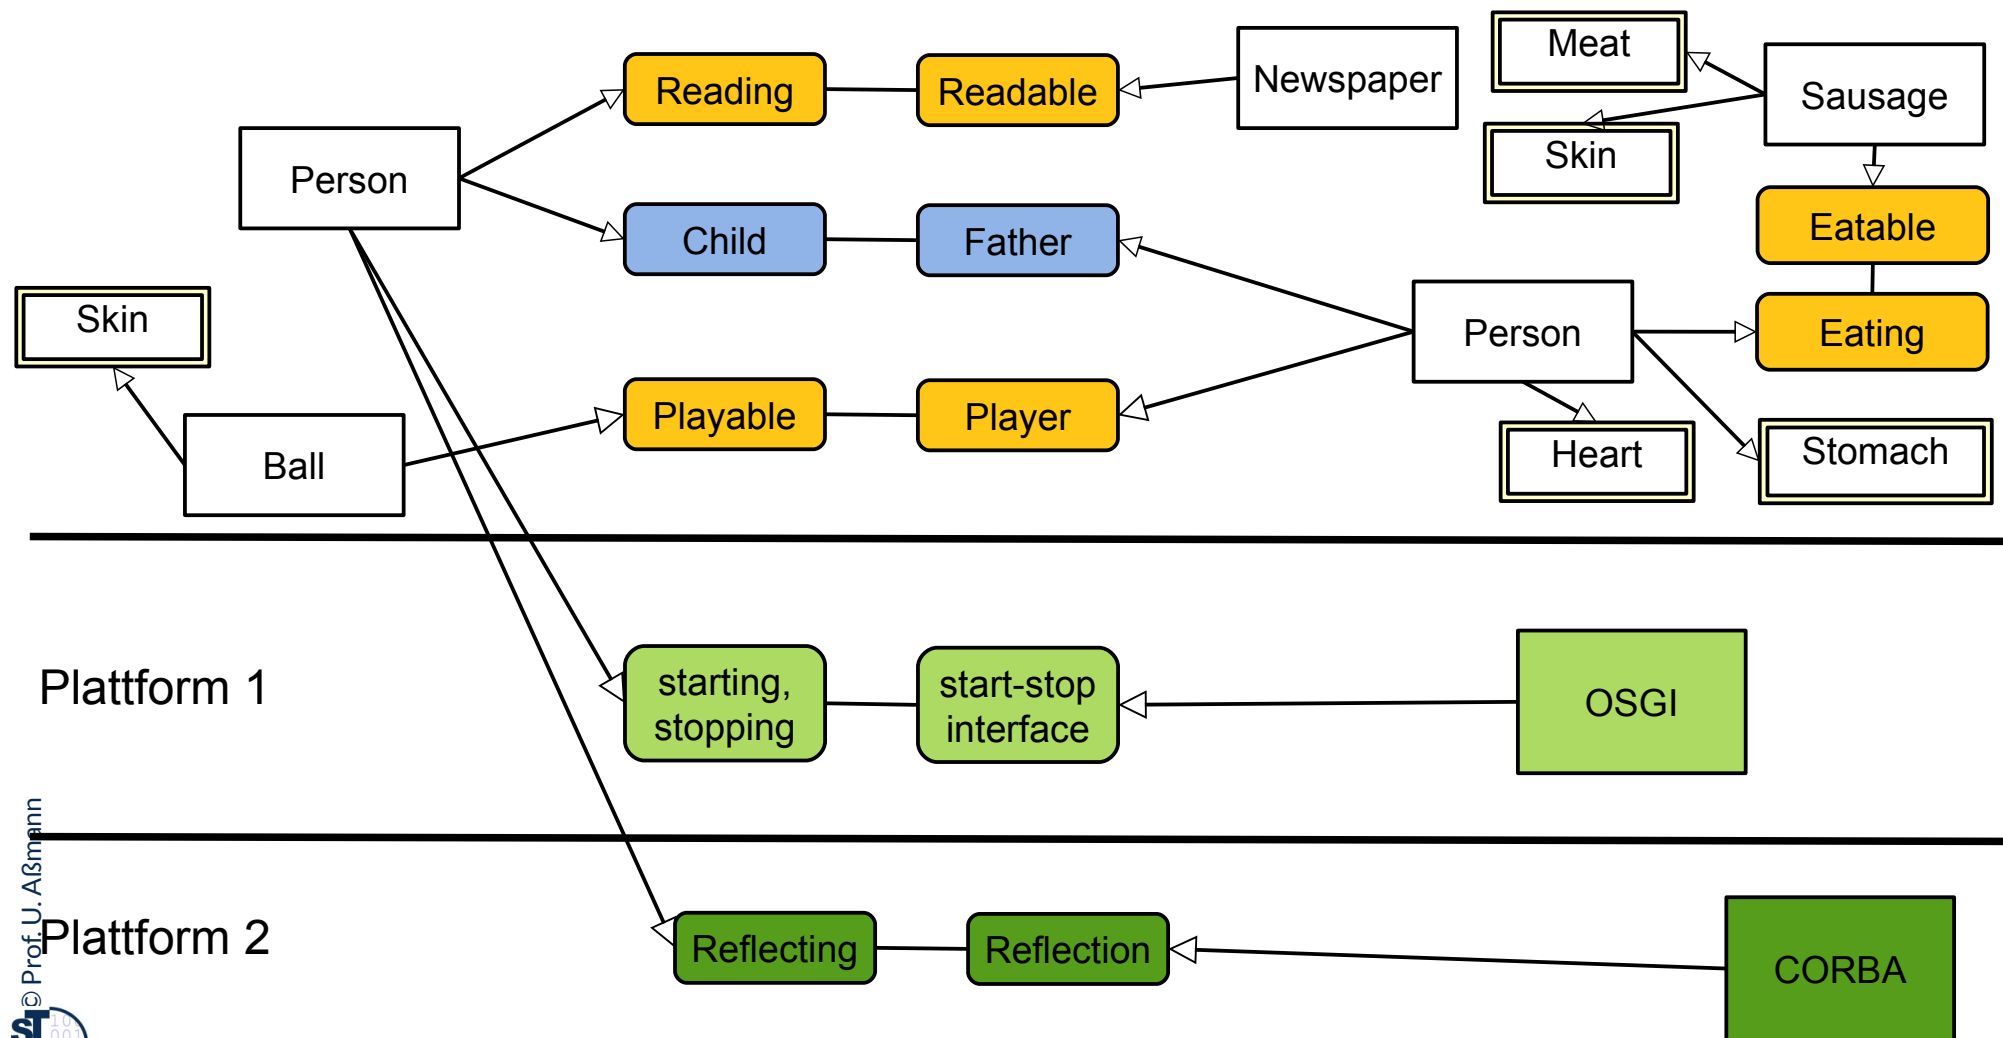 Meat
Newspaper
Sausage
Reading
Readable
Skin
Person
Child
Father
Eatable
Skin
Person
Eating
Playable
Player
Ball
Heart
Stomach
Plattform 1
starting,
stopping
start-stop
interface
OSGI
Plattform 2
Reflecting
Reflection
CORBA
© Prof. U. Aßmann
ST